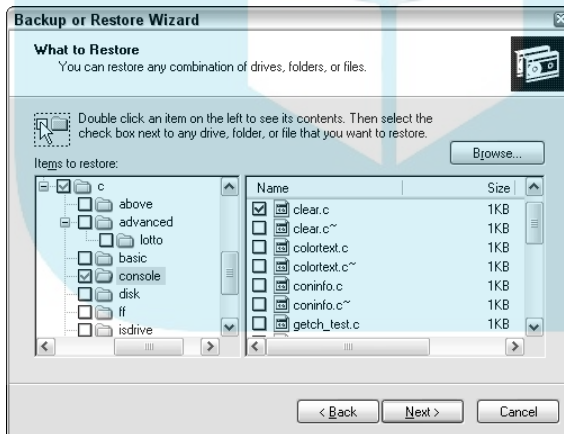 Backup or Restore Wizard
What to Restore
You can restore any combination of drives, folders, or files.
Double click an item on the left to see its contents. Then select the
check box next to any drive, folder, or file that you want to restore.
Browse...
Items to restore:
c
above
advanced
lotto
basic
console
disk
ff
isdrive
Name Size
clear.c 1KB
clear.c~ 1KB
colortext.c 1KB
colortext.c~ 1KB
coninfo.c 1KB
coninfo.c~ 1KB
getch_test.c 1KB
< Back Next > Cancel